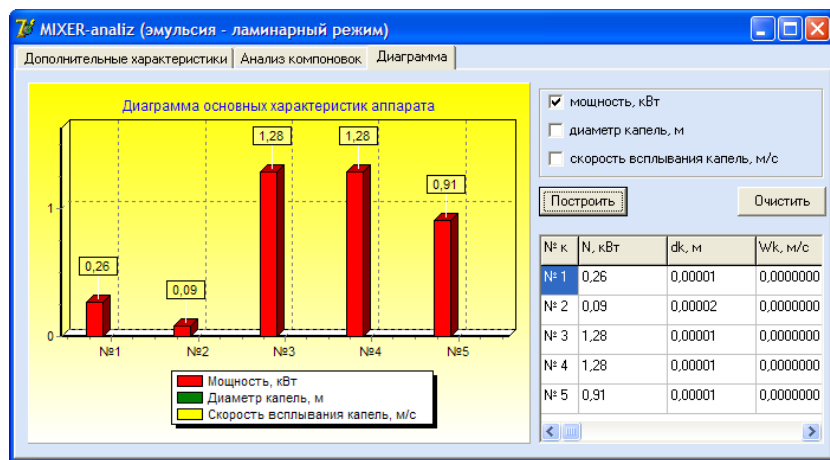 MIXER-analiz (эмульсия - ламинарный режим)
Дополнительные характеристики Анализ компоновок Диаграмма
Диаграмма основных характеристик аппарата
1,28 1,28
0,91
1
0,26
0,09
0
№1 №2 №3 №4 №5
Мощность, кВт
Диаметр капель, м
Скорость всплывания капель, м/с
мощность, кВт
диаметр капель, м
скорость всплывания капель, м/с
Построить Очистить
№ к N, кВт dk, м Wk, м/с
№ 1 0,26 0,00001 0,0000000
№ 2 0,09 0,00002 0,0000000
№ 3 1,28 0,00001 0,0000000
№ 4 1,28 0,00001 0,0000000
№ 5 0,91 0,00001 0,0000000